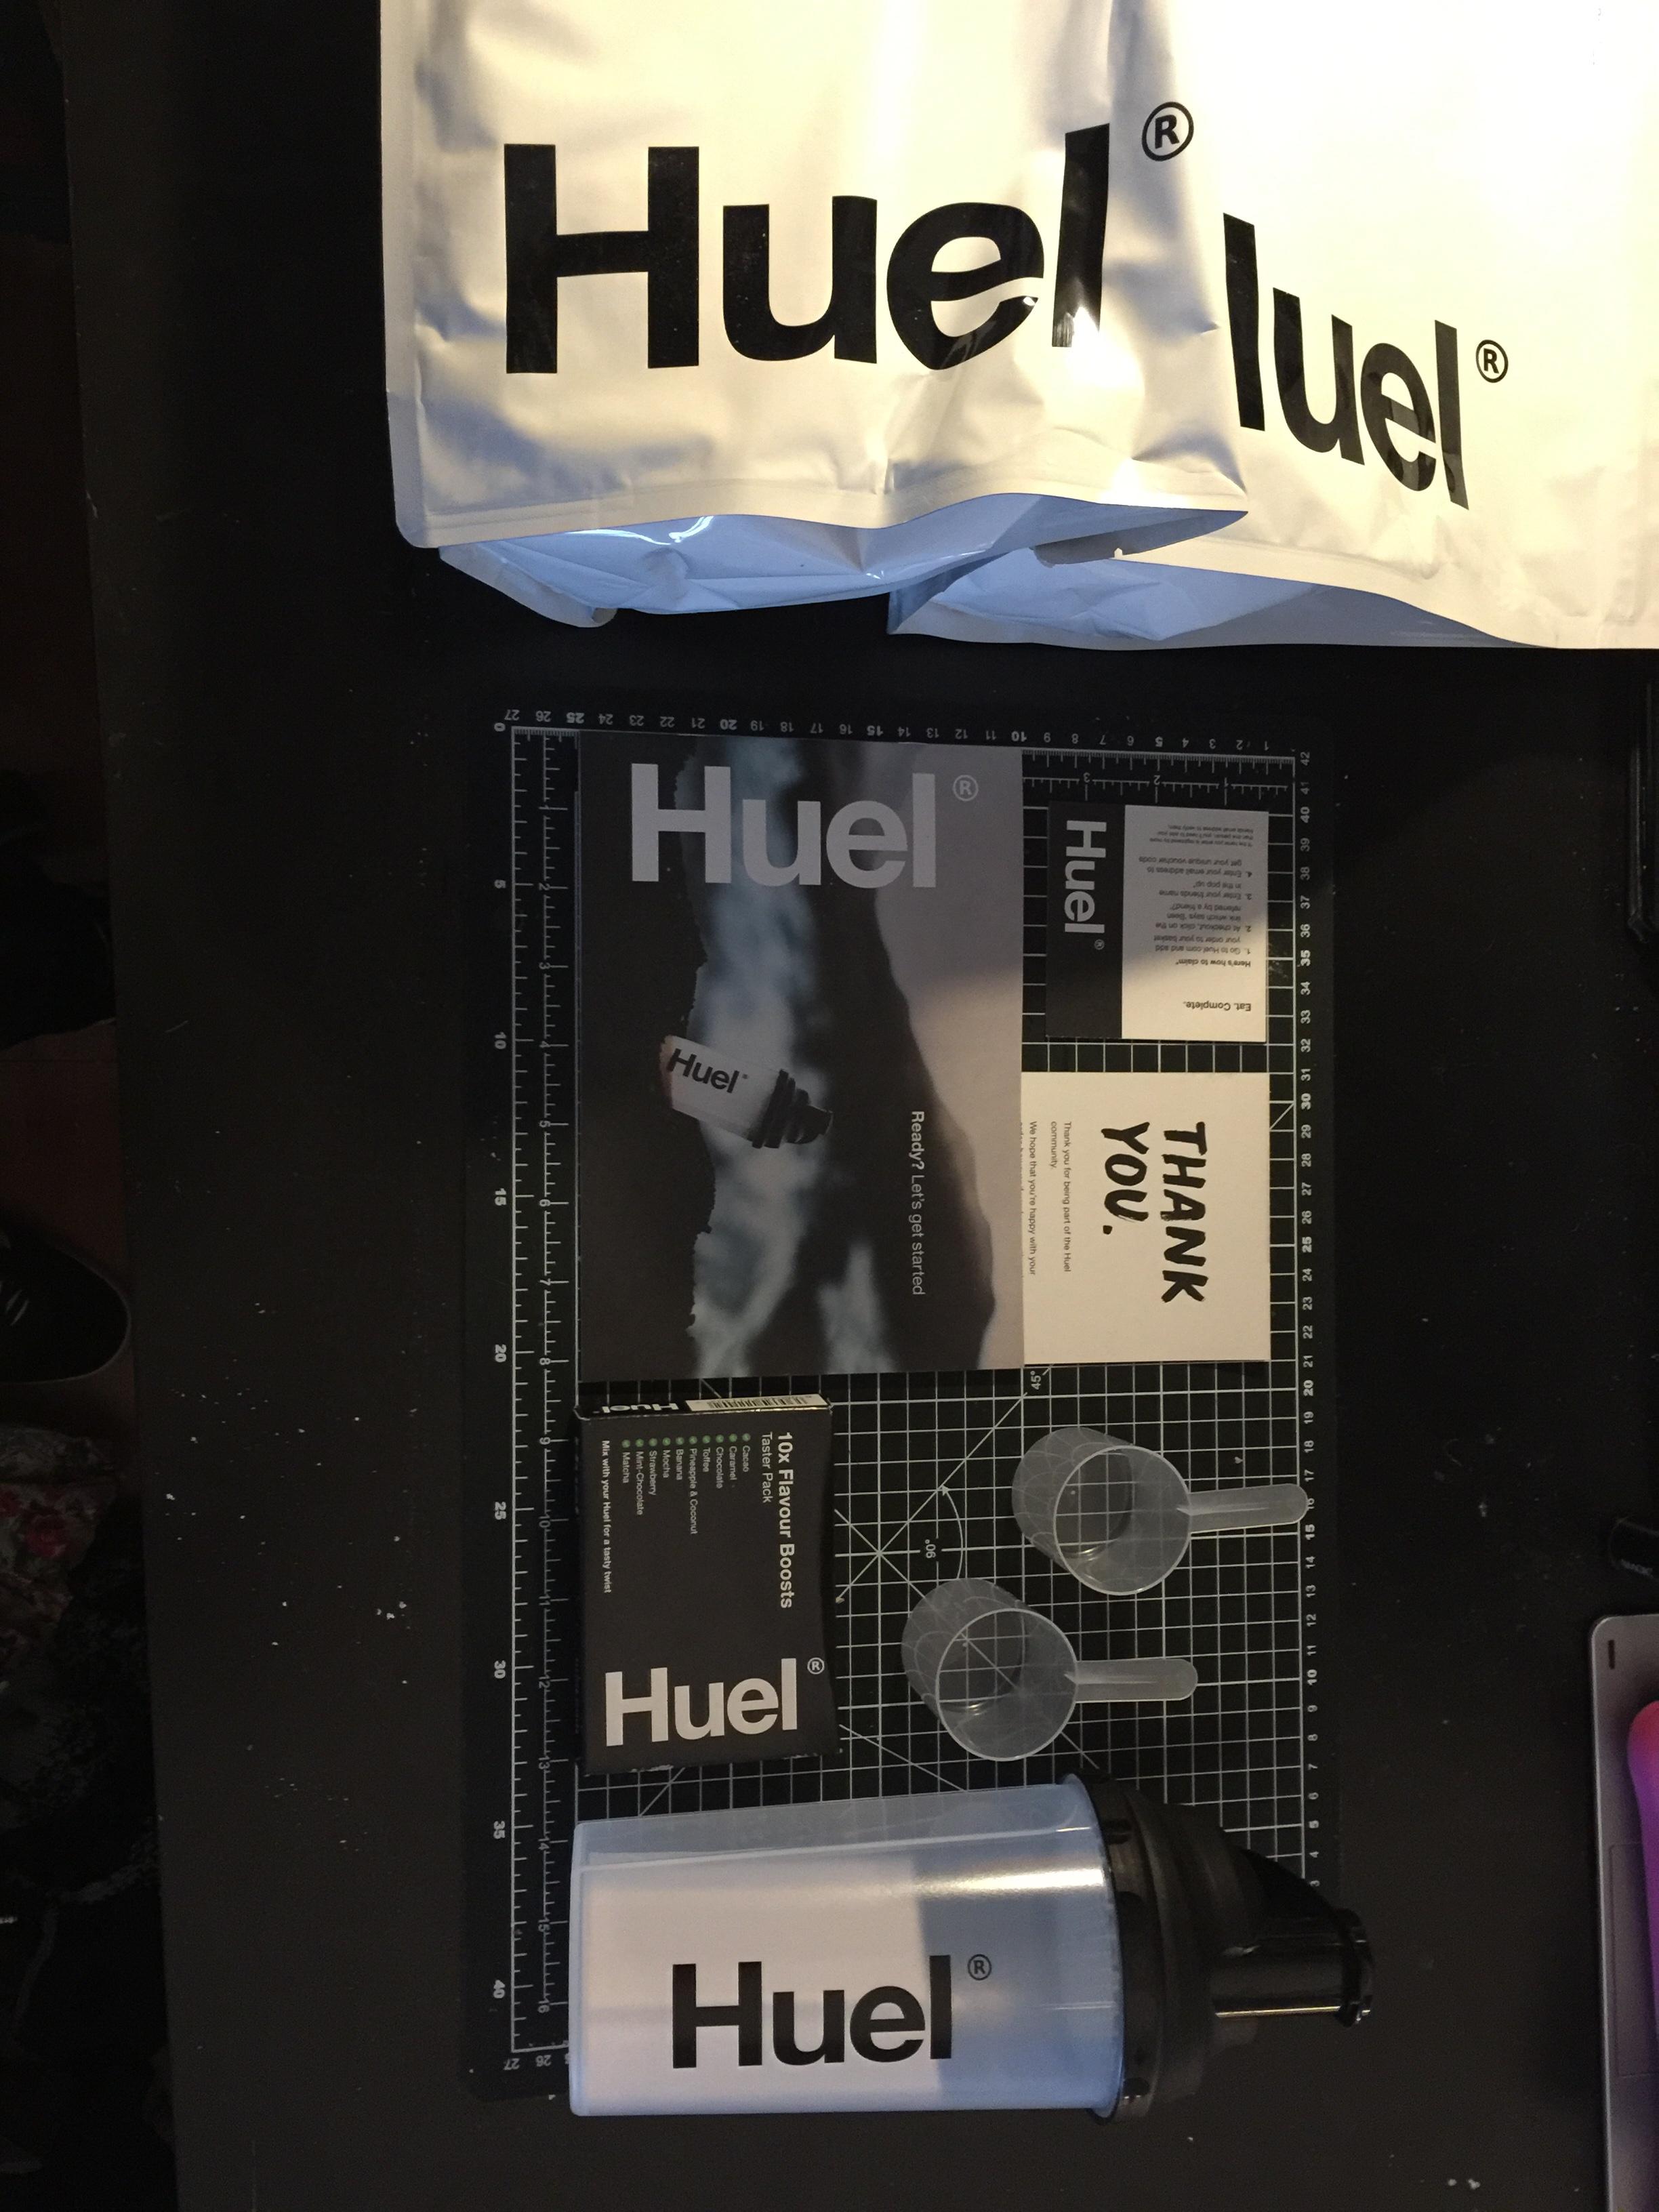 Huel®
Huel®
Huel®
Huel®
Ready? Let's get started
Huel®
Eat. Complete.
Here's how to claim*
1. Go to Huel.com and add
your order to your basket
2. At checkout, click on the
link which says 'Been
referred by a friend?'
3. Enter your friends name
in the pop up*
4. Enter your email address to
get your unique voucher code
THANK
YOU.
Thank you for being part of the Huel
community.
We hope that you're happy with your
Huel
10x Flavour Boosts
Taster Pack
Cacao
Caramel
Chocolate
Toffee
Pineapple & Coconut
Banana
Mocha
Strawberry
Mint-Chocolate
Matcha
Mix with your Huel for a tasty twist
Huel®
45°
90°
Huel®